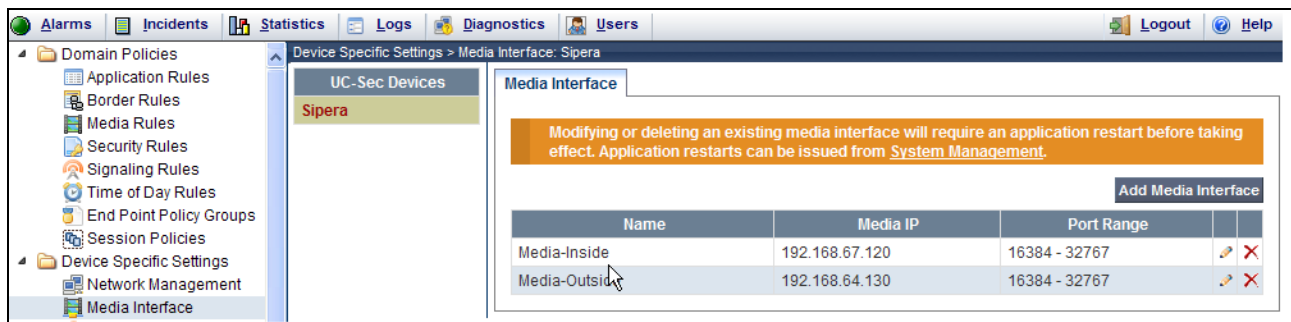 Alarms Incidents Statistics Logs Diagnostics Users Logout Help
Domain Policies
Application Rules
Border Rules
Media Rules
Security Rules
Signaling Rules
Time of Day Rules
End Point Policy Groups
Session Policies
Device Specific Settings
Network Management
Media Interface
Device Specific Settings > Media Interface: Sipera
UC-Sec Devices
Sipera
Media Interface
Modifying or deleting an existing media interface will require an application restart before taking
effect. Application restarts can be issued from System Management.
Add Media Interface
Name Media IP Port Range
Media-Inside 192.168.67.120 16384 - 32767
Media-Outside 192.168.64.130 16384 - 32767